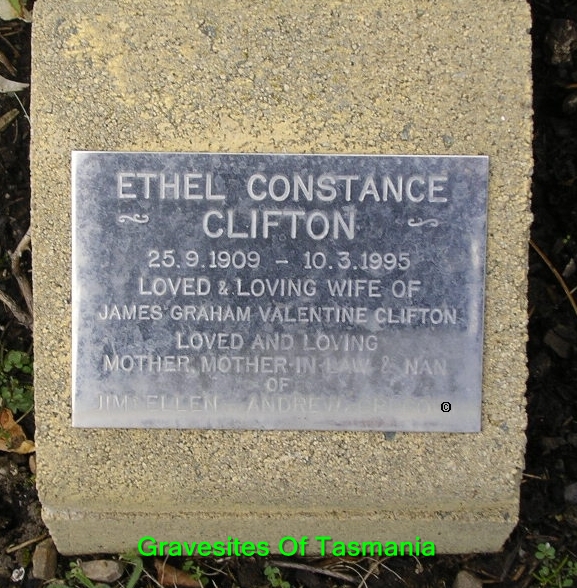 ETHEL CONSTANCE
CLIFTON
25.9.1909 - 10.3.1995
LOVED & LOVING WIFE OF
JAMES GRAHAM VALENTINE CLIFTON
LOVED AND LOVING
MOTHER, MOTHER-IN-LAW & NAN
OF
JIM, ELLEN, ANDREW ©
Gravesites Of Tasmania